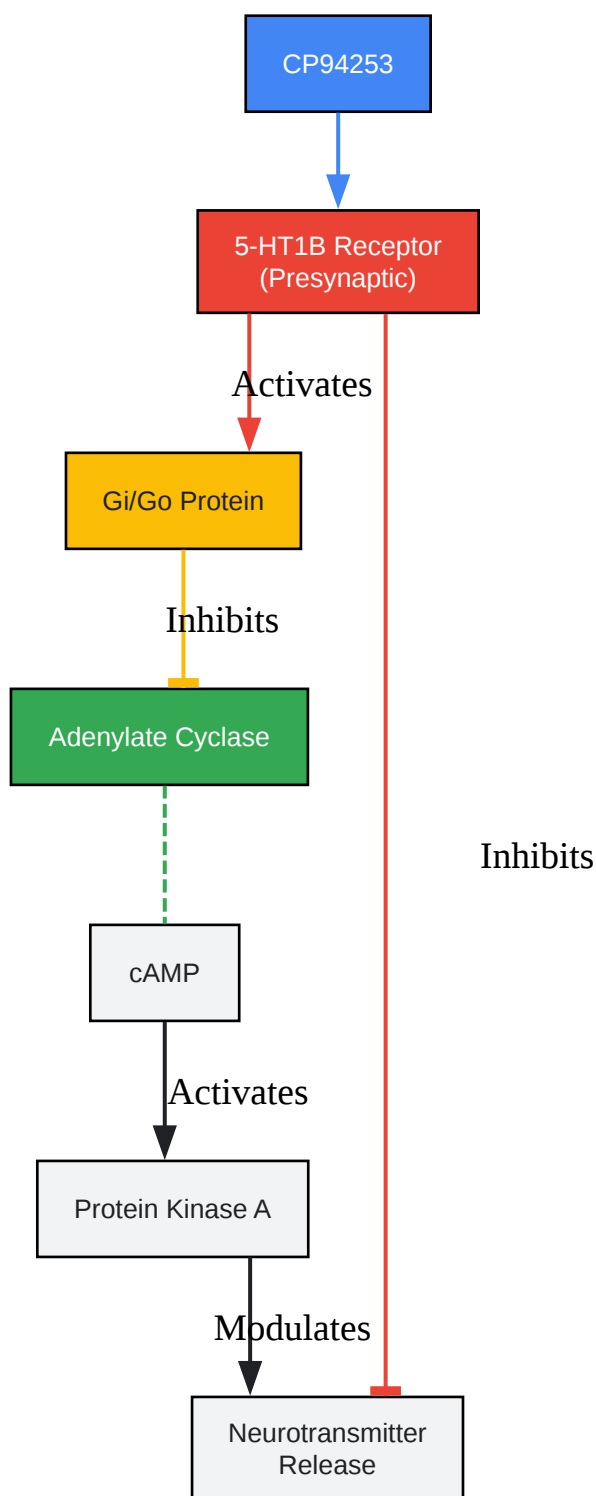 CP94253
5-HT1B Receptor
(Presynaptic)
Activates
Gi/Go Protein
Inhibits
Adenylate Cyclase
Inhibits
cAMP
Activates
Protein Kinase A
Modulates
Neurotransmitter
Release